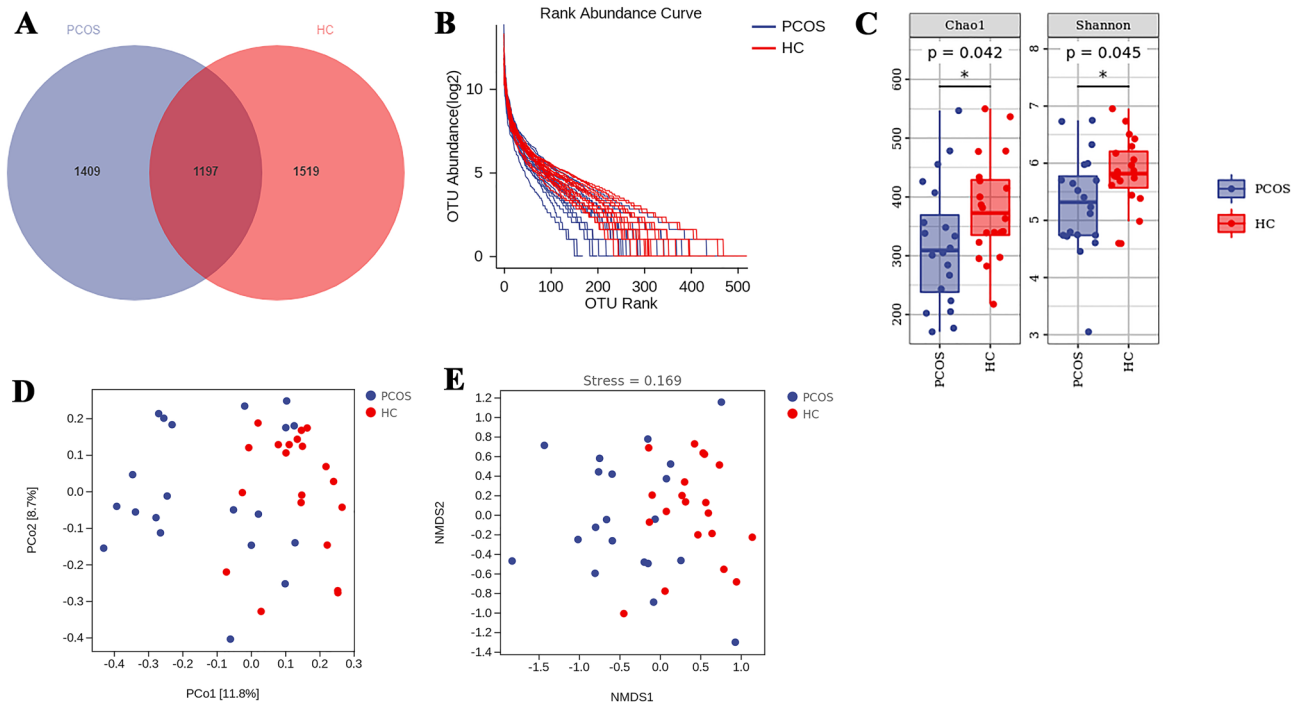 A
PCOS
HC
1409
1197
1519
B
Rank Abundance Curve
PCOS
HC
OTU Abundance(log2)
10
5
0
0
100
200
300
400
500
OTU Rank
C
Chao1
Shannon
p = 0.042
p = 0.045
*
*
600
500
400
300
200
8
7
6
5
4
3
PCOS
HC
PCOS
HC
PCOS
HC
D
PCOS
HC
PCo2 [8.7%]
0.2
0.1
0.0
-0.1
-0.2
-0.3
-0.4
-0.4
-0.3
-0.2
-0.1
0.0
0.1
0.2
0.3
PCo1 [11.8%]
E
Stress = 0.169
PCOS
HC
NMDS2
1.2
1.0
0.8
0.6
0.4
0.2
0.0
-0.2
-0.4
-0.6
-0.8
-1.0
-1.2
-1.4
-1.5
-1.0
-0.5
0.0
0.5
1.0
NMDS1